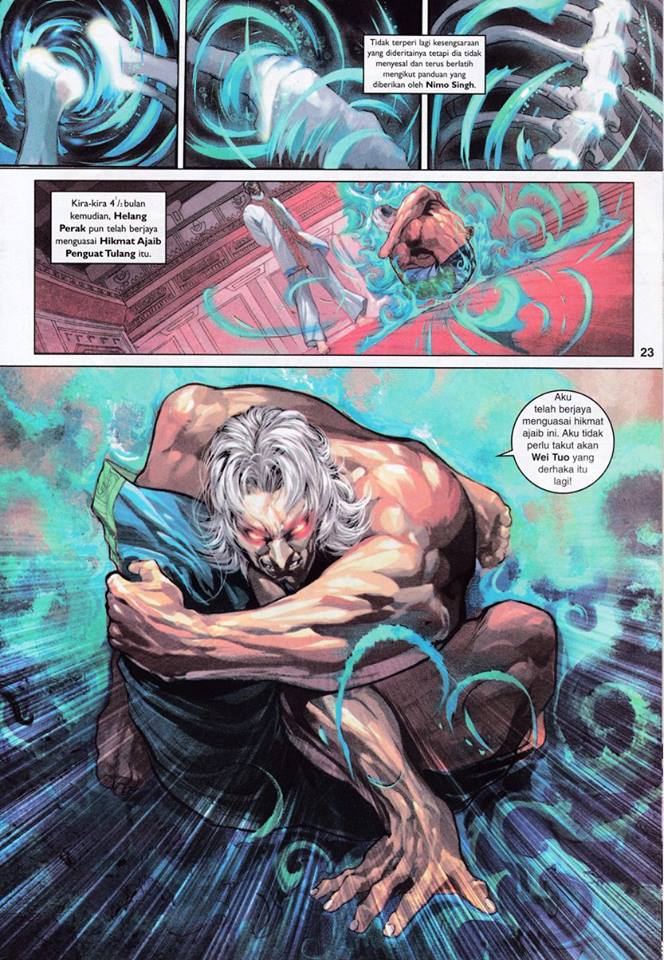 Tidak terperi lagi kesengsaraan
yang dideritainya tetapi dia tidak
menyesal dan terus berlatih
mengikut panduan yang
diberikan oleh Nimo Singh.
Kira-kira 4 1/2 bulan
kemudian, Helang
Perak pun telah berjaya
menguasai Hikmat Ajaib
Penguat Tulang itu.
23
Aku
telah berjaya
menguasai hikmat
ajaib ini. Aku tidak
perlu takut akan
Wei Tuo yang
derhaka itu
lagi!